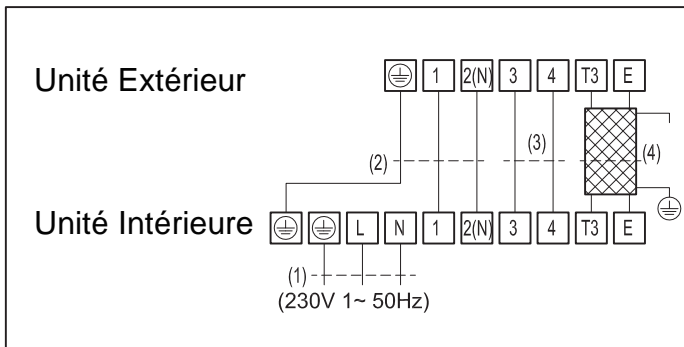 Unité Extérieur
1 2(N) 3 4 T3 E
(2) (3) (4)
Unité Intérieure
L N 1 2(N) 3 4 T3 E
(1)
(230V 1~ 50Hz)